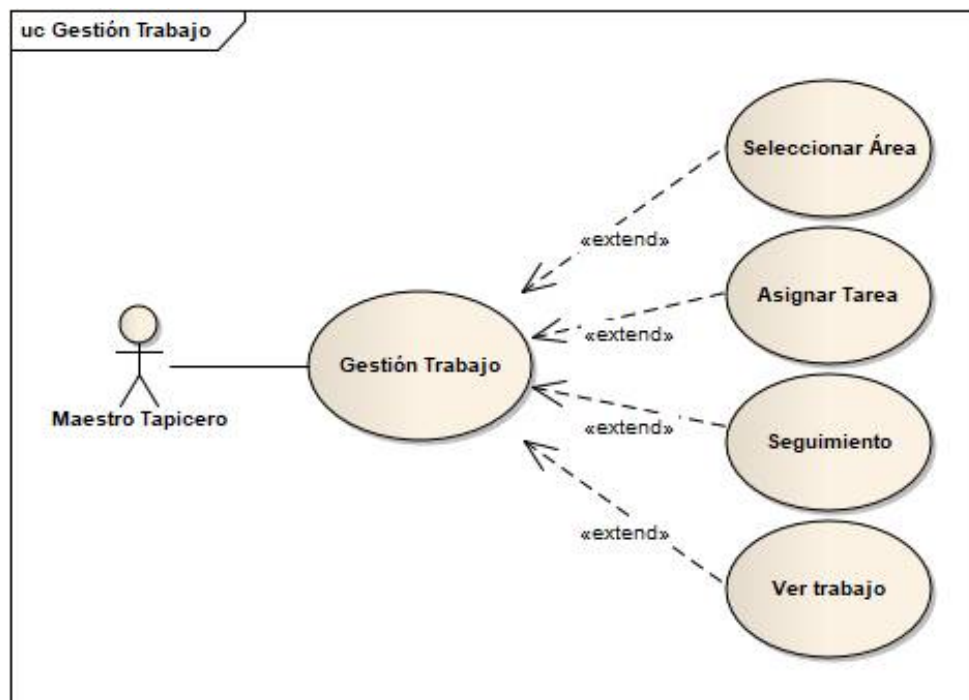 uc Gestión Trabajo
Seleccionar Área
«extend»
Asignar Tarea
«extend»
Gestión Trabajo
Maestro Tapicero
«extend»
Seguimiento
«extend»
Ver trabajo